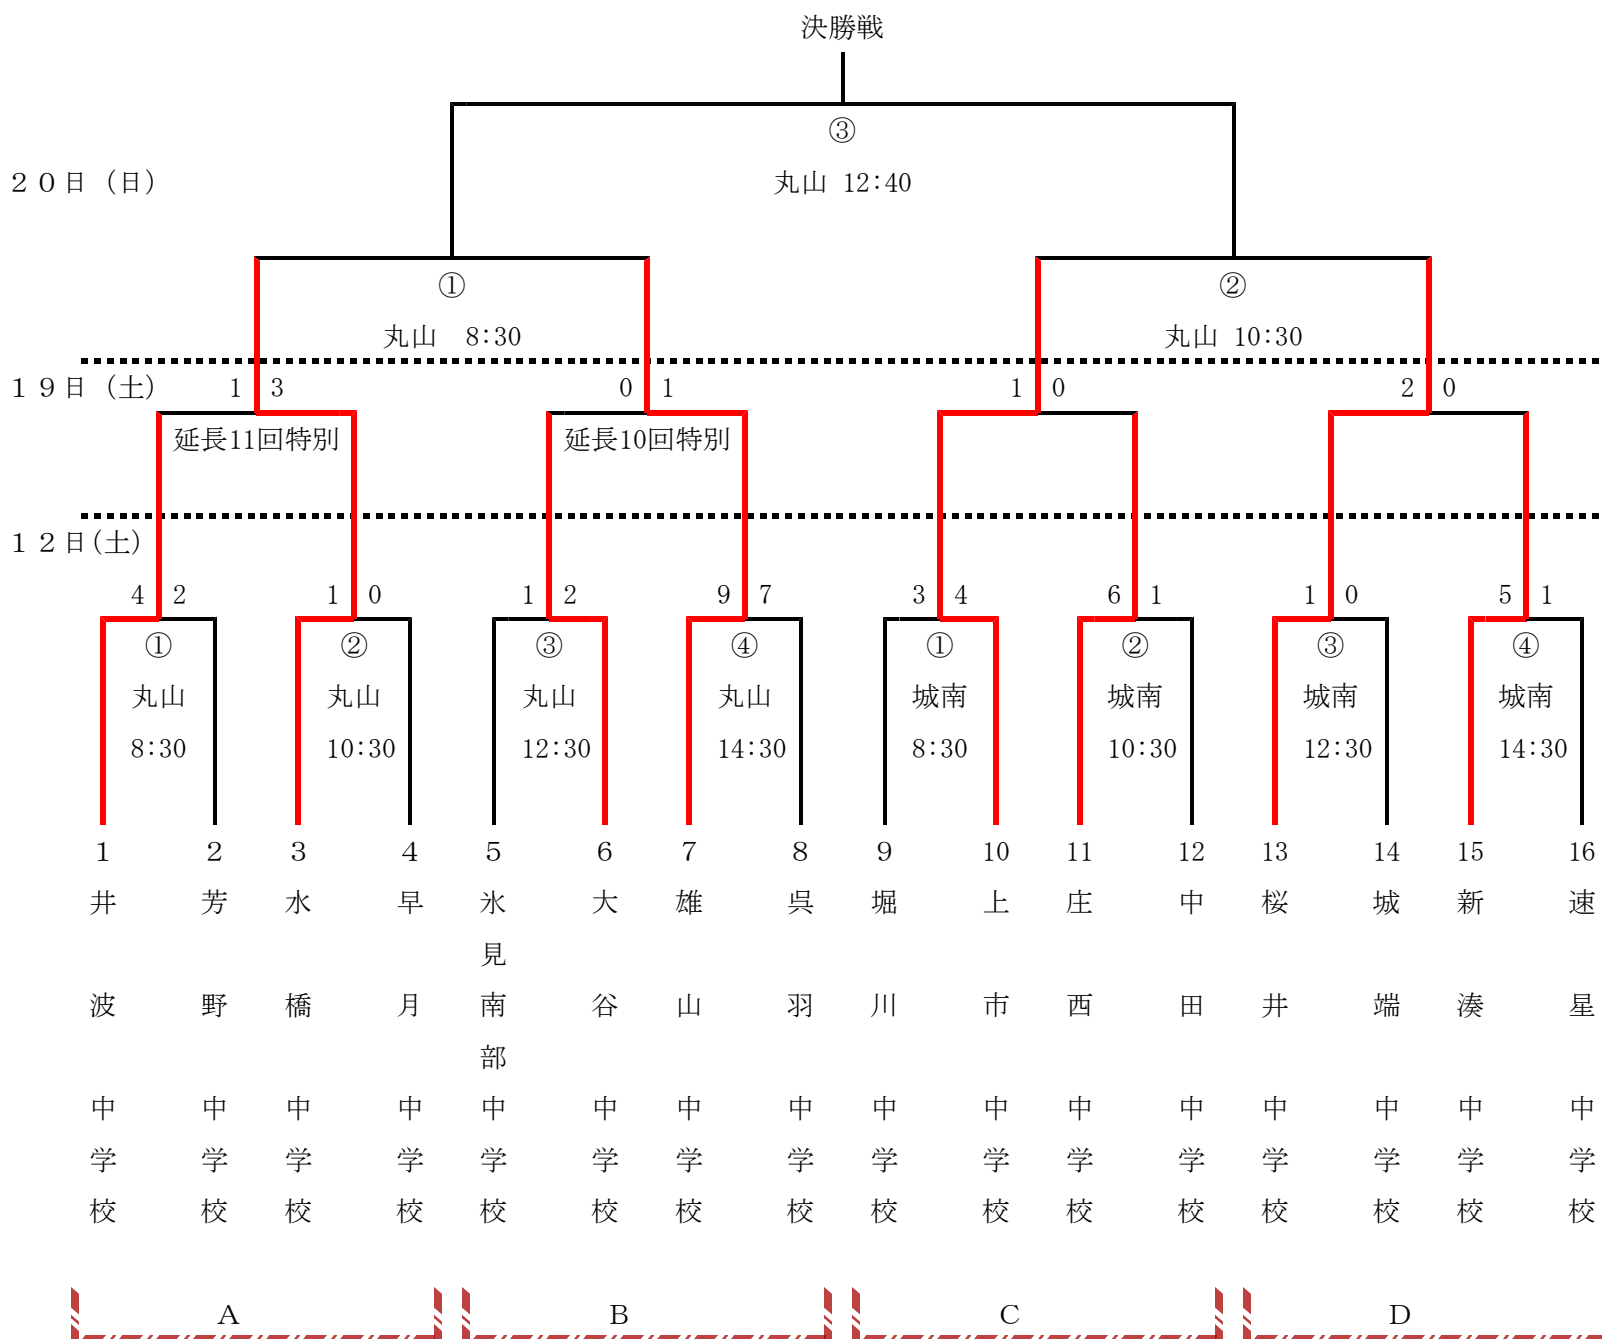 決勝戦
③
２０日（日）
丸山 12:40
① ②
丸山 8:30 丸山 10:30
１９日（土） 1 3 0 1 1 0 2 0
延長11回特別 延長10回特別
１２日(土)
4 2 1 0 1 2 9 7 3 4 6 1 1 0 5 1
① ② ③ ④ ① ② ③ ④
丸山 丸山 丸山 丸山 城南 城南 城南 城南
8:30 10:30 12:30 14:30 8:30 10:30 12:30 14:30
１ ２ ３ ４ ５ ６ ７ ８ ９ 10 11 12 13 14 15 16
井波中学校
芳野中学校
水橋中学校
早月中学校
氷見南部中学校
大谷中学校
雄山中学校
呉羽中学校
堀川中学校
上市中学校
庄西中学校
中田中学校
桜井中学校
城端中学校
新湊中学校
速星中学校
Ａ Ｂ Ｃ Ｄ